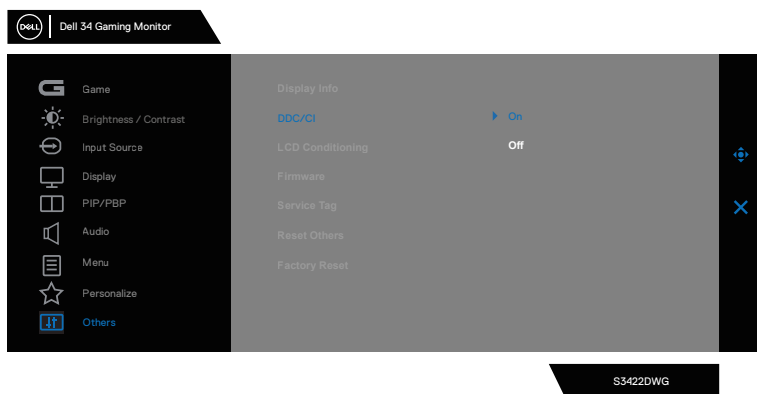 DELL
Dell 34 Gaming Monitor
Game
Brightness / Contrast
Input Source
Display
PIP/PBP
Audio
Menu
Personalize
Others
Display Info
DDC/CI
On
Off
LCD Conditioning
Firmware
Service Tag
Reset Others
Factory Reset
S3422DWG